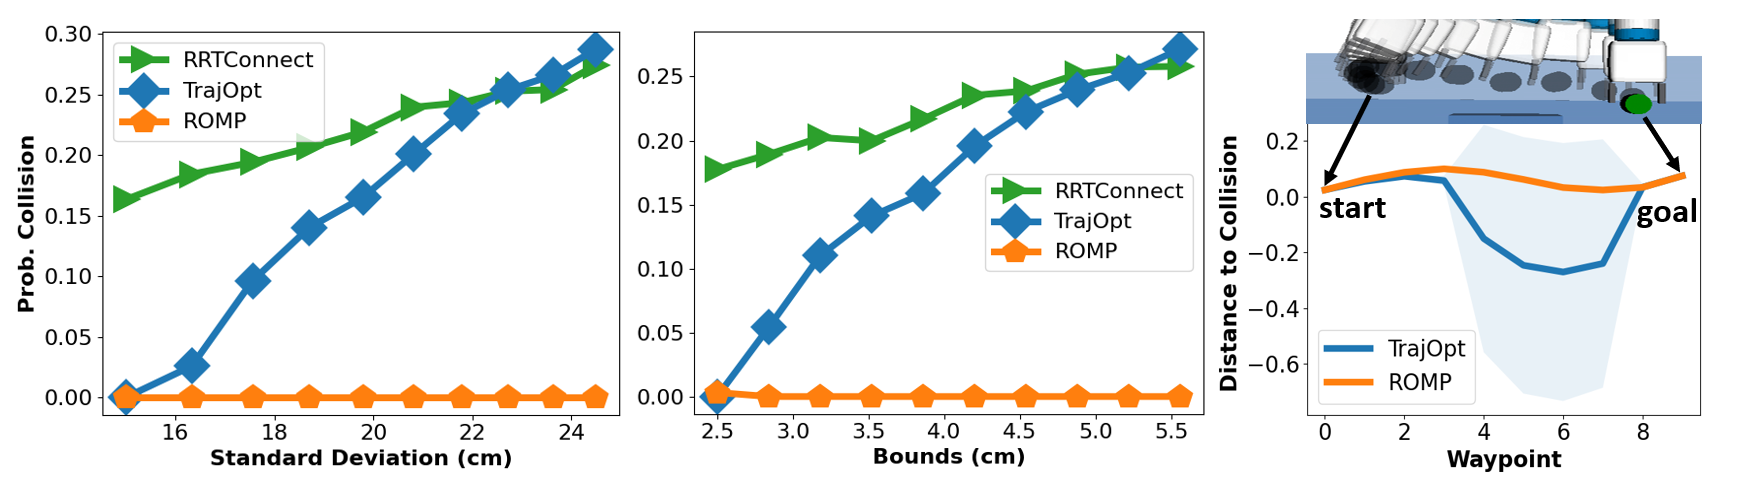 0.30
0.25
0.20
0.15
0.10
0.05
0.00
Prob. Collision
RRTConnect
TrajOpt
ROMP
16 18 20 22 24
Standard Deviation (cm)
0.25
0.20
0.15
0.10
0.05
0.00
RRTConnect
TrajOpt
ROMP
2.5 3.0 3.5 4.0 4.5 5.0 5.5
Bounds (cm)
0.2
0.0
−0.2
−0.4
−0.6
Distance to Collision
start
goal
TrajOpt
ROMP
0 2 4 6 8
Waypoint